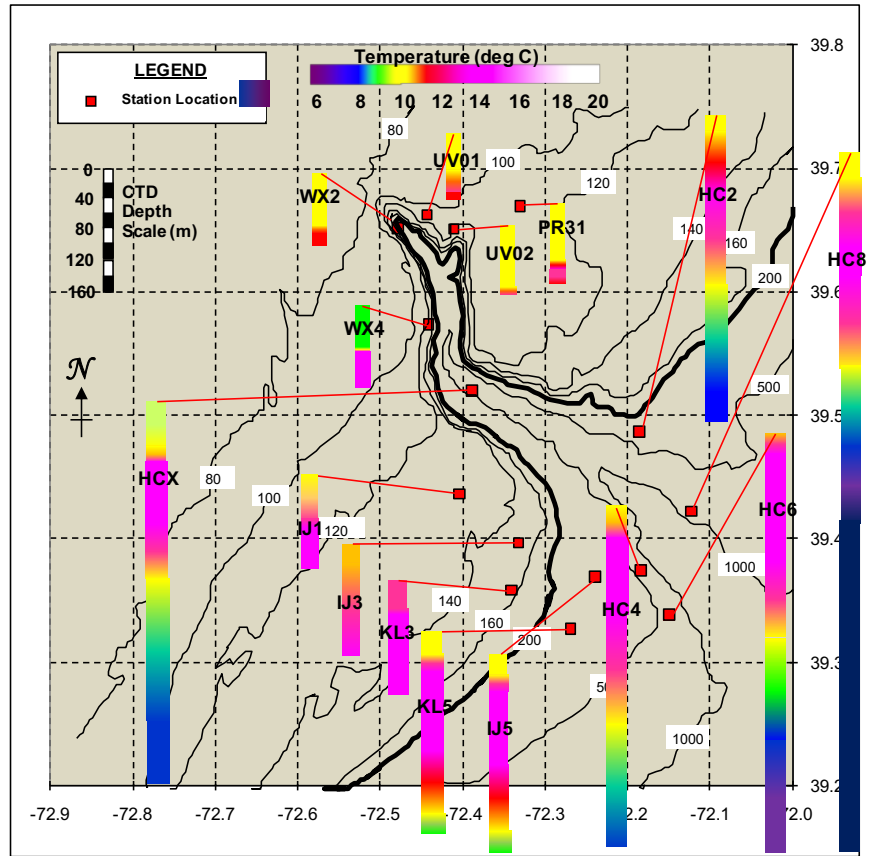 LEGEND
Station Location
Temperature (deg C)
6 8 10 12 14 16 18 20
39.8
80
100
120
0
40
80
120
160
CTD
Depth
Scale (m)
WX2
UV01
UV02
PR31
HC2
140
160
200
39.7
HC8
39.6
WX4
N
500
39.5
HCX
80
100
120
IJ1
HC6
39.4
1000
IJ3
KL3
140
160
200
HC4
39.3
KL5
IJ5
50
1000
39.2
-72.9 -72.8 -72.7 -72.6 -72.5 -72.4 -72.3 -72.2 -72.1 -72.0